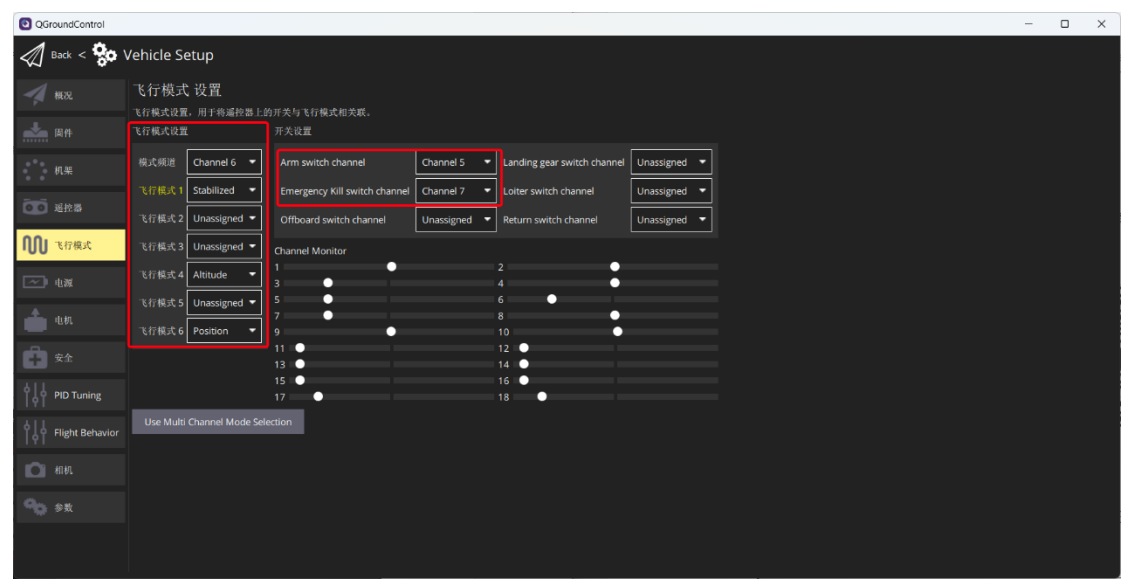 QGroundControl
Back < Vehicle Setup
概况
固件
机架
遥控器
飞行模式
电源
电机
安全
PID Tuning
Flight Behavior
相机
参数
飞行模式 设置
飞行模式设置，用于将遥控器上的开关与飞行模式相关联。
飞行模式设置
模式频道 Channel 6
飞行模式 1 Stabilized
飞行模式 2 Unassigned
飞行模式 3 Unassigned
飞行模式 4 Altitude
飞行模式 5 Unassigned
飞行模式 6 Position
Use Multi Channel Mode Selection
开关设置
Arm switch channel Channel 5 Landing gear switch channel Unassigned
Emergency Kill switch channel Channel 7 Loiter switch channel Unassigned
Offboard switch channel Unassigned Return switch channel Unassigned
Channel Monitor
1 2
3 4
5 6
7 8
9 10
11 12
13 14
15 16
17 18